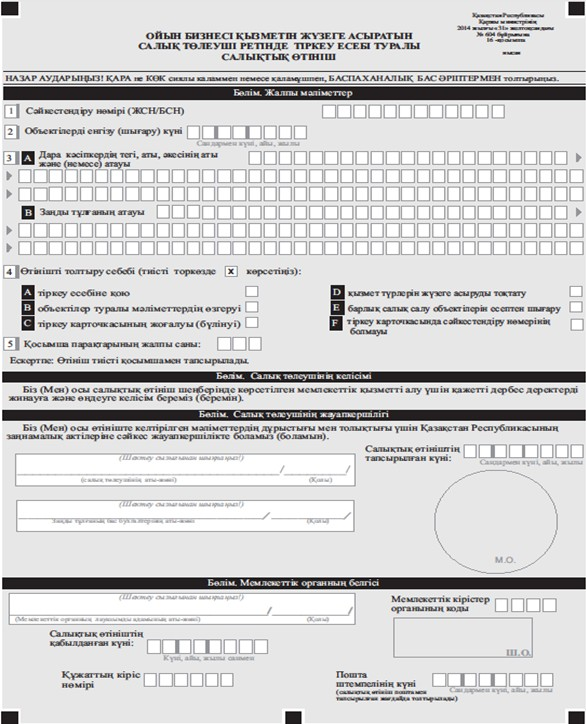 Қазақстан Республикасы
Қаржы министрінің
2014 жылғы «31» желтоқсандағы
№ 604 бұйрығына
16 -қосымша
нысан
ОЙЫН БИЗНЕСІ ҚЫЗМЕТІН ЖҮЗЕГЕ АСЫРАТЫН
САЛЫҚ ТӨЛЕУШІ РЕТІНДЕ ТІРКЕУ ЕСЕБІ ТУРАЛЫ
САЛЫҚТЫҚ ӨТІНІШ
НАЗАР АУДАРЫҢЫЗ! ҚАРА не КӨК сиялы қаламмен немесе қаламұшпен, БАСПАХАНАЛЫҚ БАС ӘРІПТЕРМЕН толтырыңыз.
Бөлім. Жалпы мәліметтер
1 Сәйкестендіру нөмірі (ЖСН/БСН)
2 Объектілерді енгізу (шығару) күні
Сандармен күні, айы, жылы
3 A Дара кәсіпкердің тегі, аты, әкесінің аты
және (немесе) атауы
B Заңды тұлғаның атауы
4 Өтінішті толтыру себебі (тиісті торкөзде X көрсетіңіз):
A тіркеу есебіне қою
D қызмет түрлерін жүзеге асыруды тоқтату
B объектілер туралы мәліметтердің өзгеруі
E барлық салық салу объектілерін есептен шығару
C тіркеу карточкасының жоғалуы (бүлінуі)
F тіркеу карточкасында сәйкестендіру нөмерінің
болмауы
5 Қосымша парақтарының жалпы саны:
Ескертпе: Өтініш тиісті қосымшамен тапсырылады.
Бөлім. Салық төлеушінің келісімі
Біз (Мен) осы салықтық өтініш шеңберінде көрсетілген мемлекеттік қызметті алу үшін қажетті дербес деректерді
жинауға және өңдеуге келісім береміз (беремін).
Бөлім. Салық төлеушінің жауапкершілігі
Біз (Мен) осы өтініште келтірілген мәліметтердің дұрыстығы мен толықтығы үшін Қазақстан Республикасының
заңнамалық актілеріне сәйкес жауапкершілікте боламыз (боламын).
(Шектеу сызығынан шықпаңыз!)
(салық төлеушінің аты-жөні) (Қолы)
Салықтық өтініштің
тапсырылған күні:
Сандармен күні, айы, жылы
(Шектеу сызығынан шықпаңыз!)
Заңды тұлғаның бас бухгалтерінің аты-жөні (Қолы)
М.О.
Бөлім. Мемлекеттік органның белгісі
(Шектеу сызығынан шықпаңыз!)
(Мемлекеттік органның лауазымды адамының аты-жөні) (Қолы)
Мемлекеттік кірістер
органының коды
Салықтық өтініштің
қабылданған күні:
Күні, айы, жылы санмен
Ш.О.
Құжаттың кіріс
нөмірі
Пошта
штемпелінің күні
(салықтық өтініш поштамен
тапсырылған жағдайда толтырылады)
Сандармен күні, айы, жылы